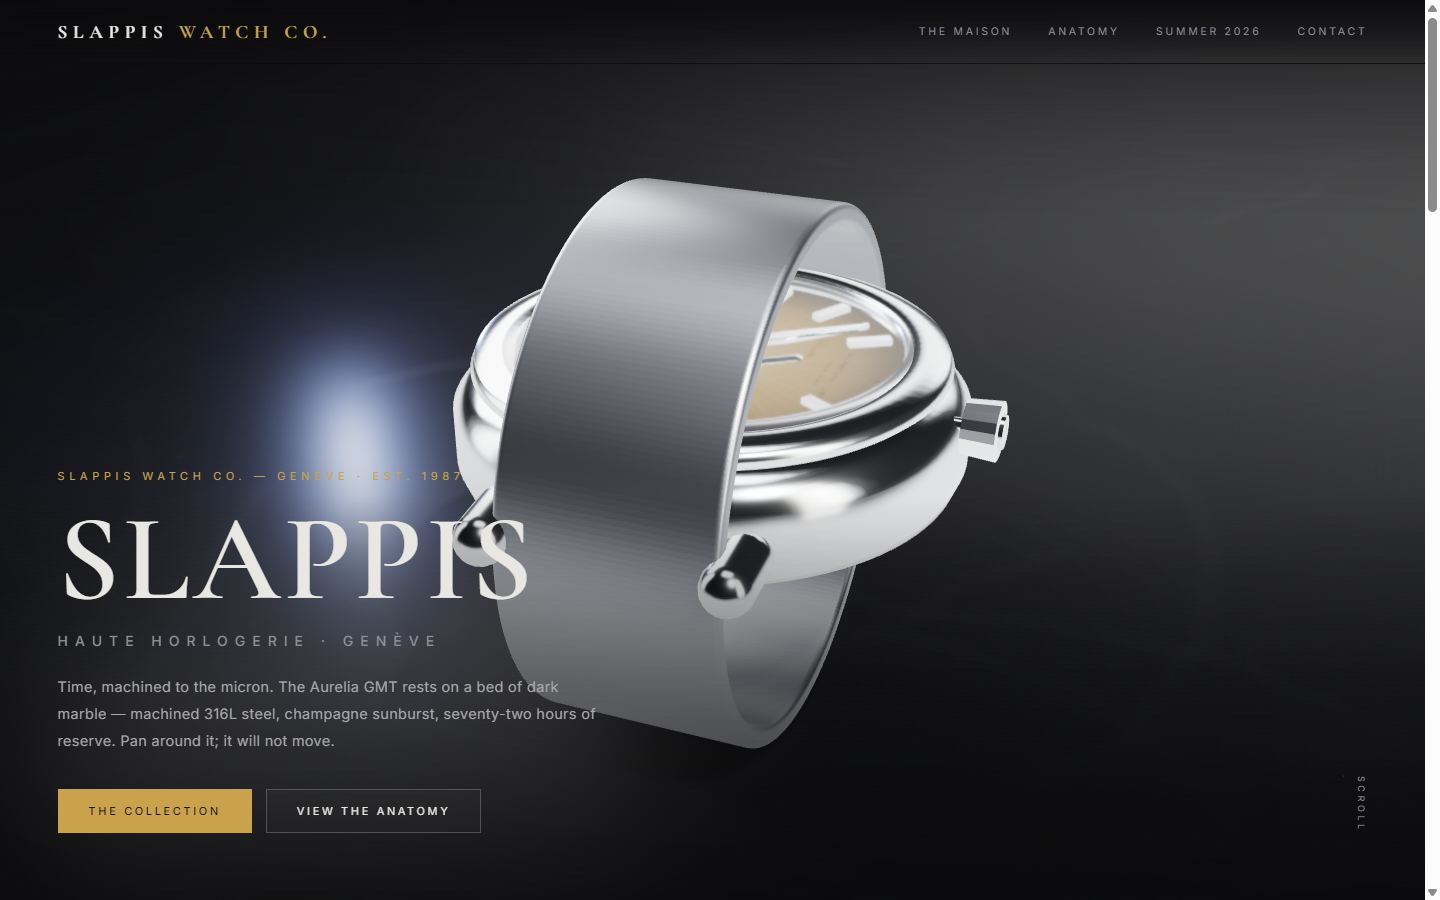 SLAPPIS WATCH CO.
THE MAISON
ANATOMY
SUMMER 2026
CONTACT
SLAPPIS WATCH CO. — GENÈVE · EST. 1987
SLAPPIS
HAUTE HORLOGERIE · GENÈVE
Time, machined to the micron. The Aurelia GMT rests on a bed of dark
marble — machined 316L steel, champagne sunburst, seventy-two hours of
reserve. Pan around it; it will not move.
THE COLLECTION
VIEW THE ANATOMY
SCROLL